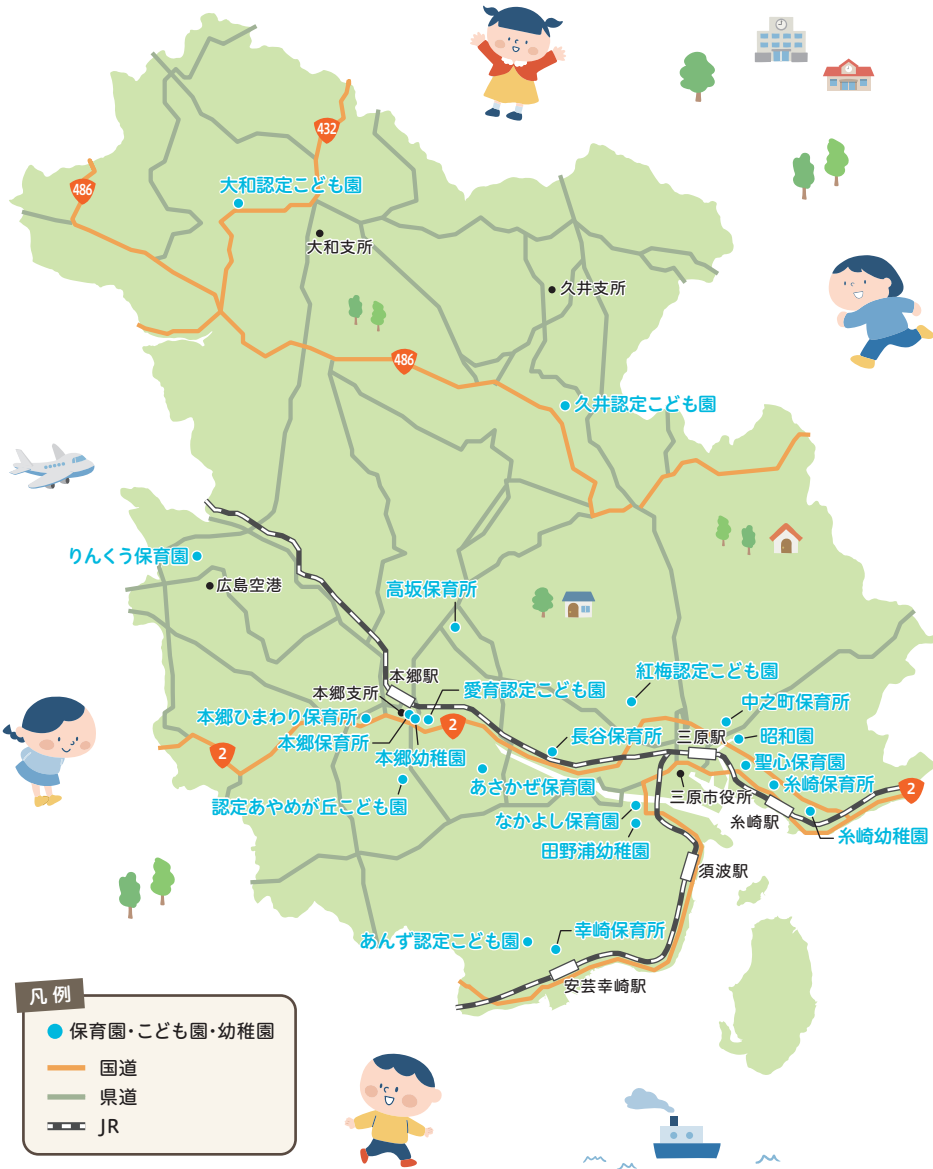 432
486
大和認定こども園
大和支所
久井支所
486
久井認定こども園
りんくう保育園
広島空港
高坂保育所
本郷駅
紅梅認定こども園
本郷支所
愛育認定こども園
中之町保育所
本郷ひまわり保育所
2
長谷保育所
三原駅
昭和園
本郷保育所
2
本郷幼稚園
聖心保育園
あさかぜ保育園
糸崎保育所
認定あやめが丘こども園
三原市役所
2
なかよし保育園
糸崎駅
糸崎幼稚園
田野浦幼稚園
須波駅
あんず認定こども園
幸崎保育所
安芸幸崎駅
凡例
保育園・こども園・幼稚園
国道
県道
JR